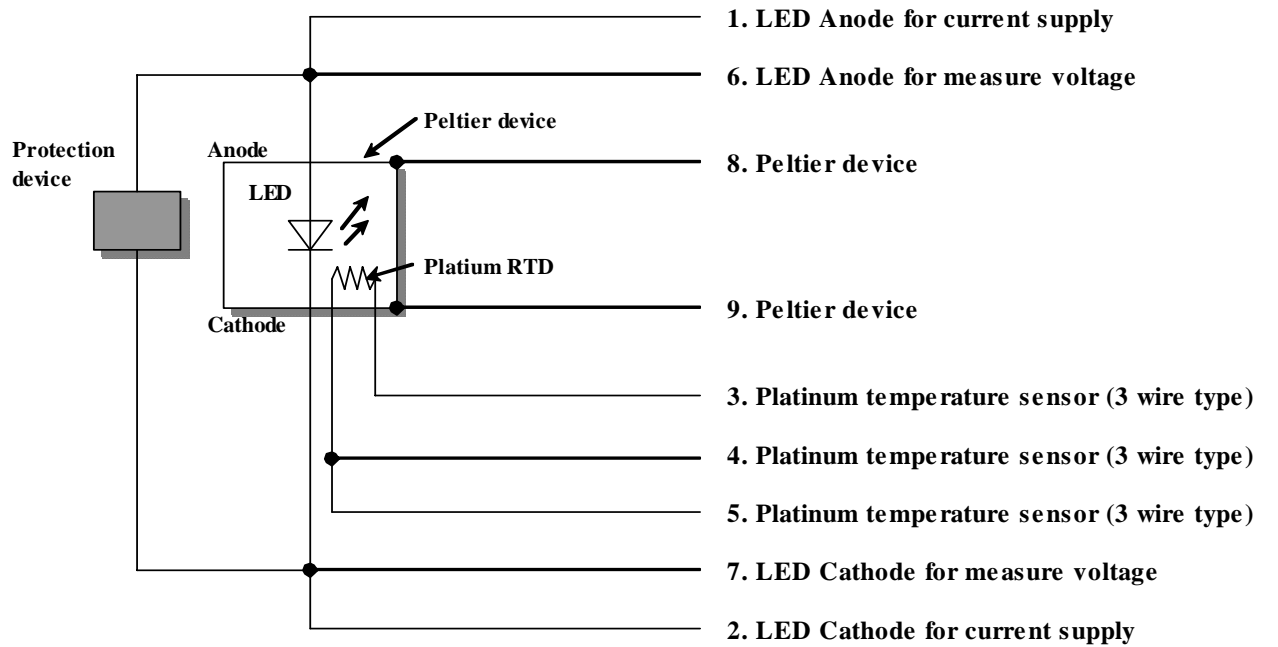 1. LED Anode for current supply
6. LED Anode for measure voltage
Peltier device
Protection
device
Anode
8. Peltier device
LED
Platium RTD
9. Peltier device
Cathode
3. Platinum temperature sensor (3 wire type)
4. Platinum temperature sensor (3 wire type)
5. Platinum temperature sensor (3 wire type)
7. LED Cathode for measure voltage
2. LED Cathode for current supply